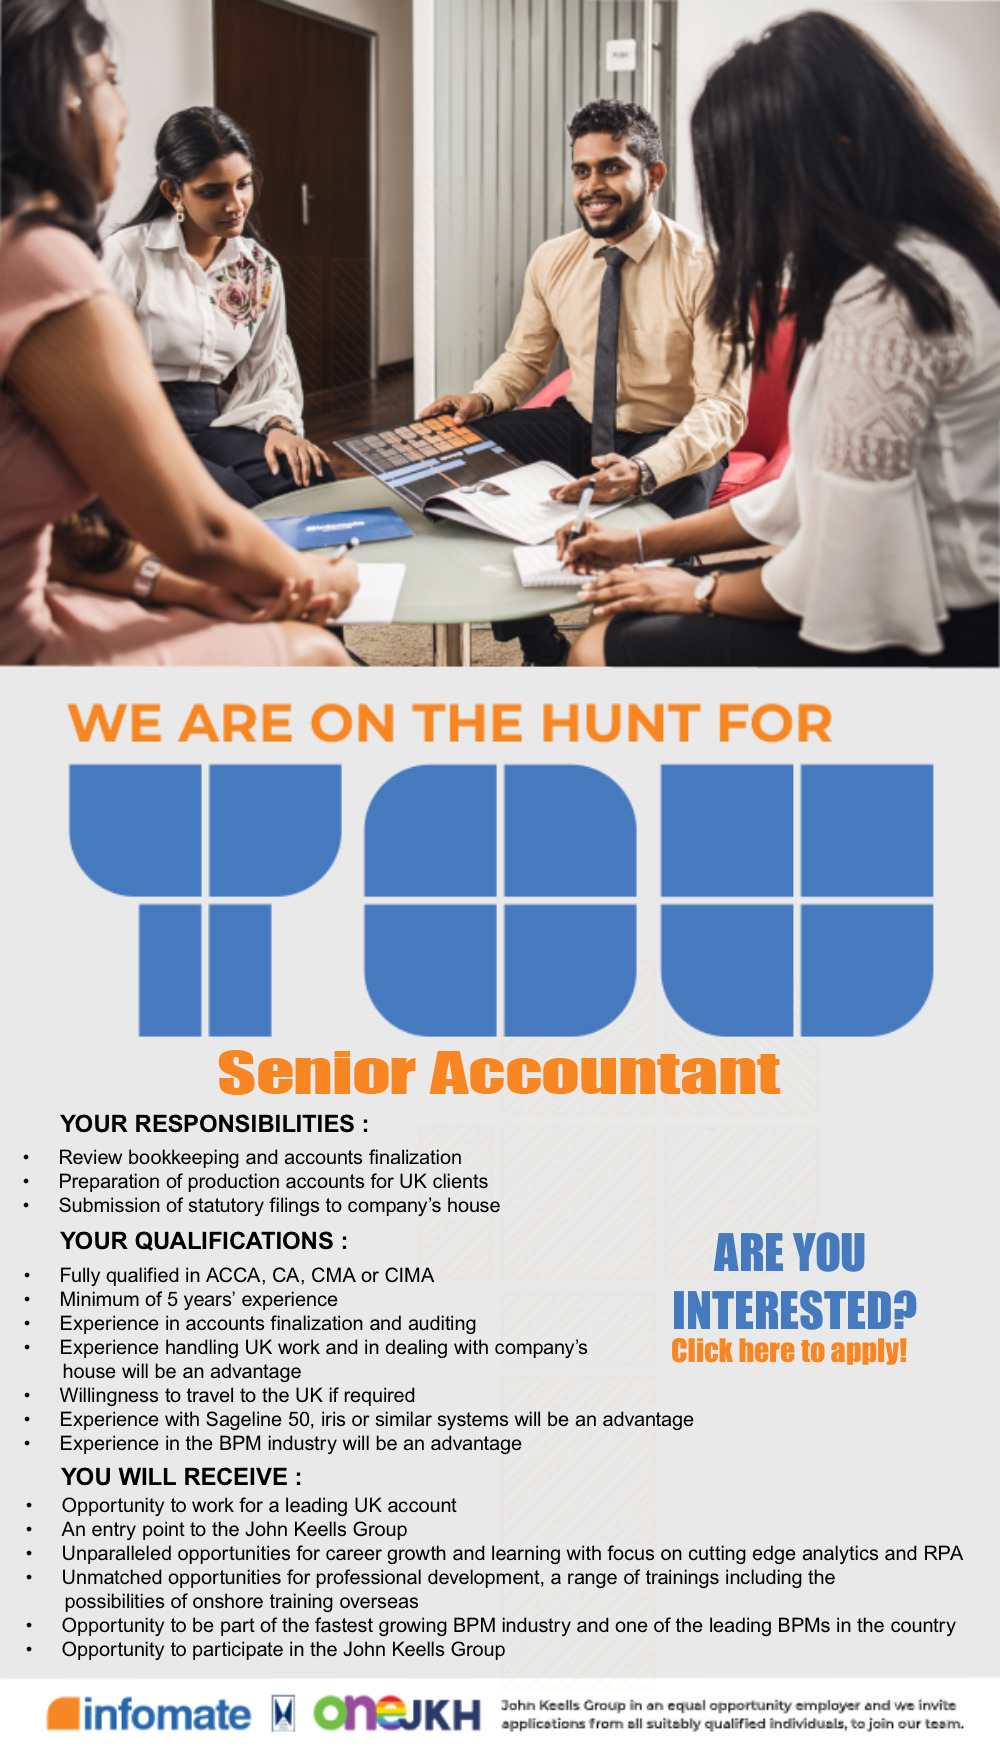 PUSH
infomate
WE ARE ON THE HUNT FOR
YOU
Senior Accountant
YOUR RESPONSIBILITIES :
• Review bookkeeping and accounts finalization
• Preparation of production accounts for UK clients
• Submission of statutory filings to company's house
YOUR QUALIFICATIONS :
• Fully qualified in ACCA, CA, CMA or CIMA
• Minimum of 5 years' experience
• Experience in accounts finalization and auditing
• Experience handling UK work and in dealing with company's
house will be an advantage
• Willingness to travel to the UK if required
• Experience with Sageline 50, iris or similar systems will be an advantage
• Experience in the BPM industry will be an advantage
ARE YOU
INTERESTED?
Click here to apply!
YOU WILL RECEIVE :
• Opportunity to work for a leading UK account
• An entry point to the John Keells Group
• Unparalleled opportunities for career growth and learning with focus on cutting edge analytics and RPA
• Unmatched opportunities for professional development, a range of trainings including the
possibilities of onshore training overseas
• Opportunity to be part of the fastest growing BPM industry and one of the leading BPMs in the country
• Opportunity to participate in the John Keells Group
infomate oneJKH
John Keells Group in an equal opportunity employer and we invite
applications from all suitably qualified individuals, to join our team.